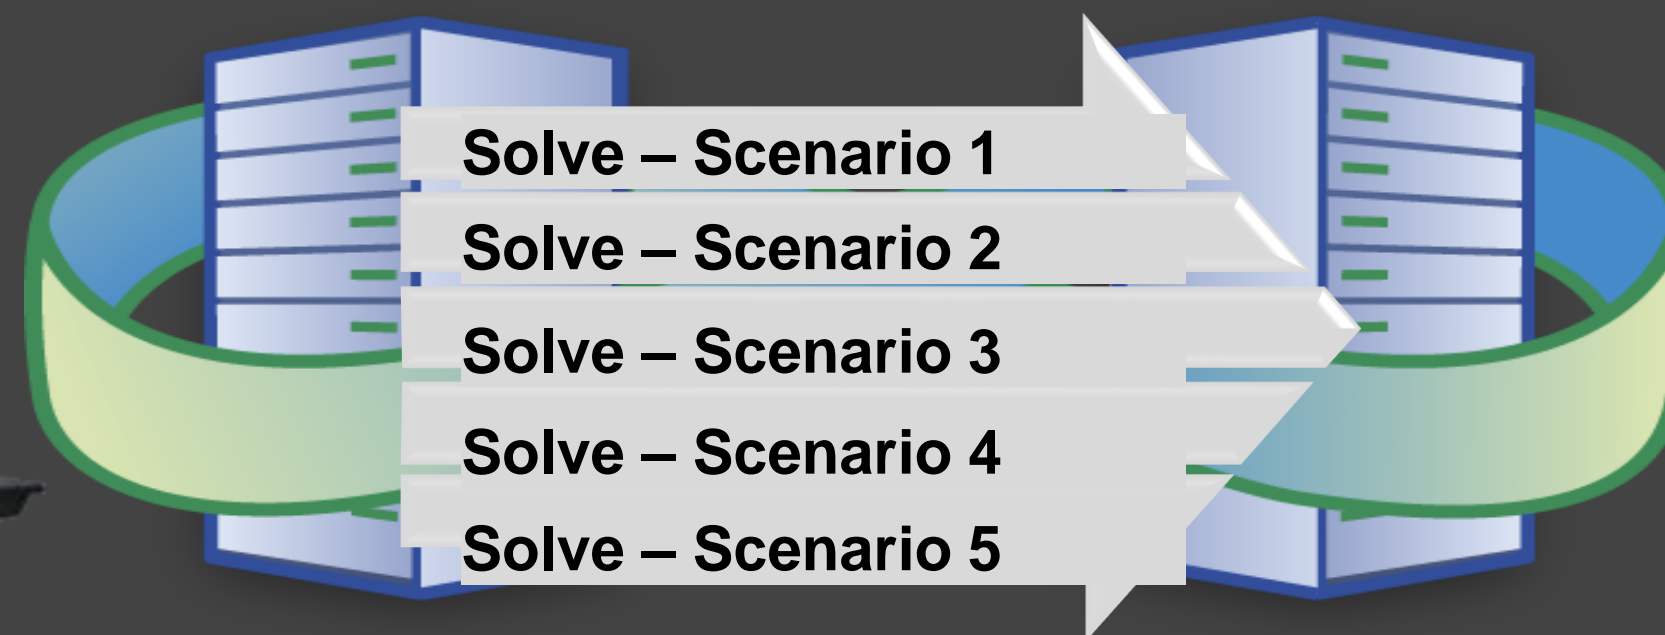 Solve – Scenario 1
Solve – Scenario 2
Solve – Scenario 3
Solve – Scenario 4
Solve – Scenario 5